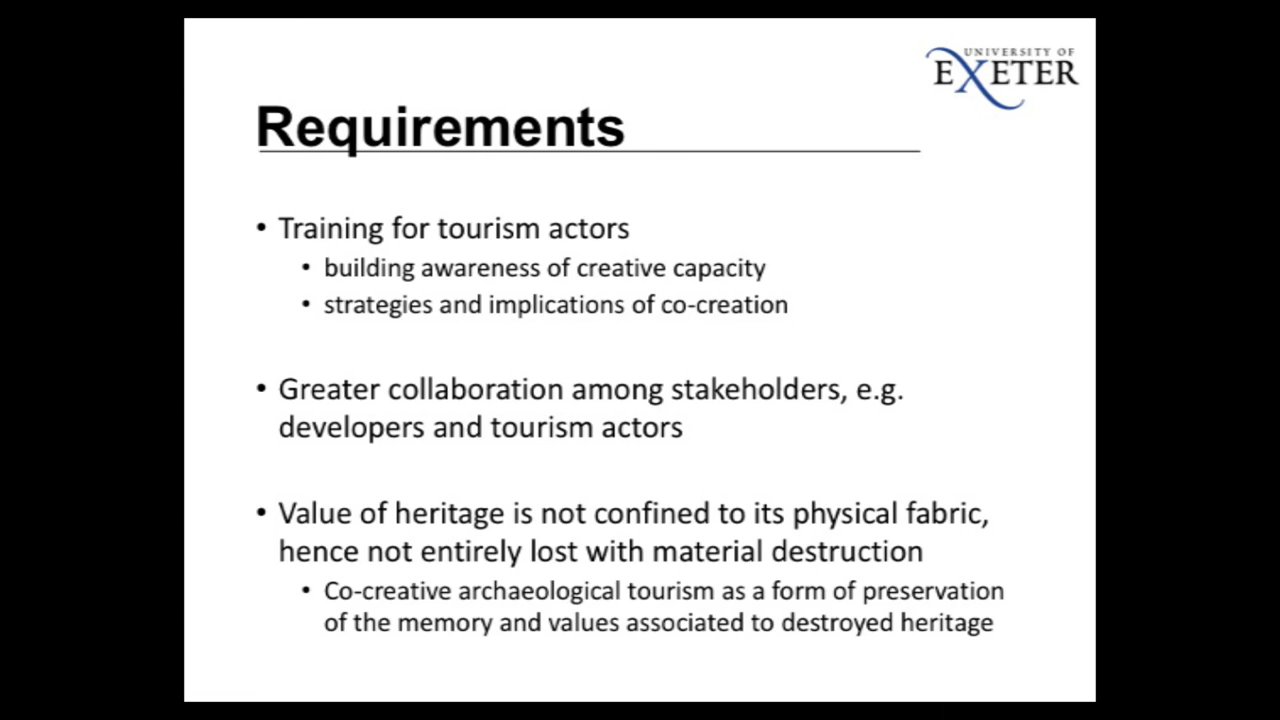 UNIVERSITY OF
EXETER
Requirements
• Training for tourism actors
• building awareness of creative capacity
• strategies and implications of co-creation
• Greater collaboration among stakeholders, e.g.
developers and tourism actors
• Value of heritage is not confined to its physical fabric,
hence not entirely lost with material destruction
• Co-creative archaeological tourism as a form of preservation
of the memory and values associated to destroyed heritage